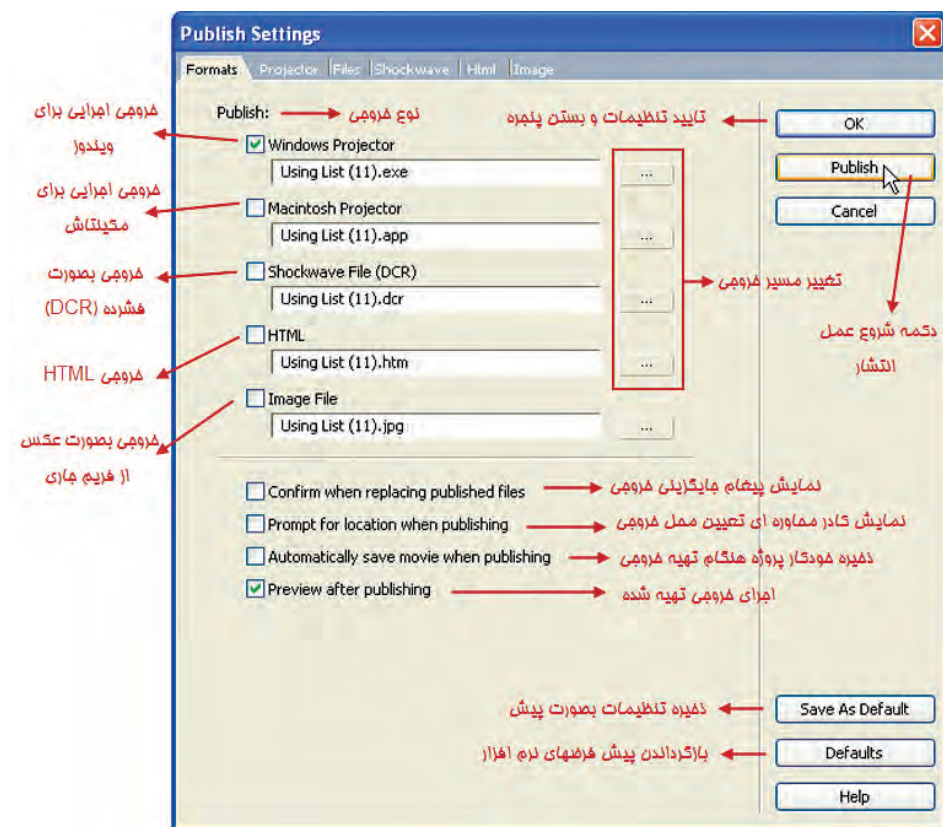 Publish Settings
Formats Projector Files Shockwave Html Image
Publish:
نوع خروجی
تایید تنظیمات و بستن پنجره
OK
خروجی اجرایی برای
ویندوز
Windows Projector
Using List (11).exe
...
Publish
خروجی اجرایی برای
مکینتاش
Macintosh Projector
Using List (11).app
...
Cancel
خروجی بصورت
فشرده (DCR)
Shockwave File (DCR)
Using List (11).dcr
...
تغییر مسیر خروجی
دکمه شروع عمل
انتشار
خروجی HTML
HTML
Using List (11).htm
...
خروجی بصورت عکس
از فریم جاری
Image File
Using List (11).jpg
...
Confirm when replacing published files
نمایش پیغام جایگزینی خروجی
Prompt for location when publishing
نمایش کادر محاوره ای تعیین محل خروجی
Automatically save movie when publishing
ذخیره خودکار پروژه هنگام تهیه خروجی
Preview after publishing
اجرای خروجی تهیه شده
ذخیره تنظیمات بصورت پیش
Save As Default
بازگرداندن پیش فرضهای نرم افزار
Defaults
Help